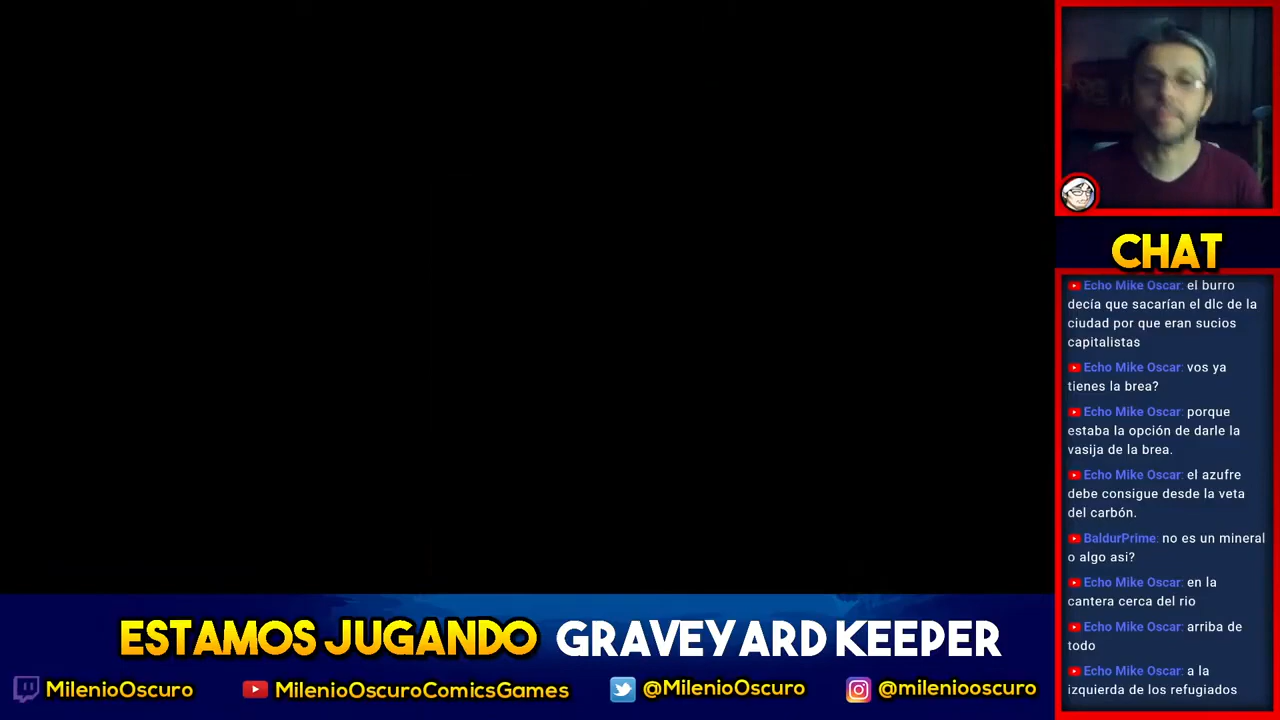 CHAT
Echo Mike Oscar: el burro
decía que sacarían el dlc de la
ciudad por que eran sucios
capitalistas
Echo Mike Oscar: vos ya
tienes la brea?
Echo Mike Oscar: porque
estaba la opción de darle la
vasija de la brea.
Echo Mike Oscar: el azufre
debe consigue desde la veta
del carbón.
BaldurPrime: no es un mineral
o algo asi?
Echo Mike Oscar: en la
cantera cerca del rio
Echo Mike Oscar: arriba de
todo
Echo Mike Oscar: a la
izquierda de los refugiados
ESTAMOS JUGANDO GRAVEYARD KEEPER
MilenioOscuro MilenioOscuroComicsGames @MilenioOscuro @mileniooscuro